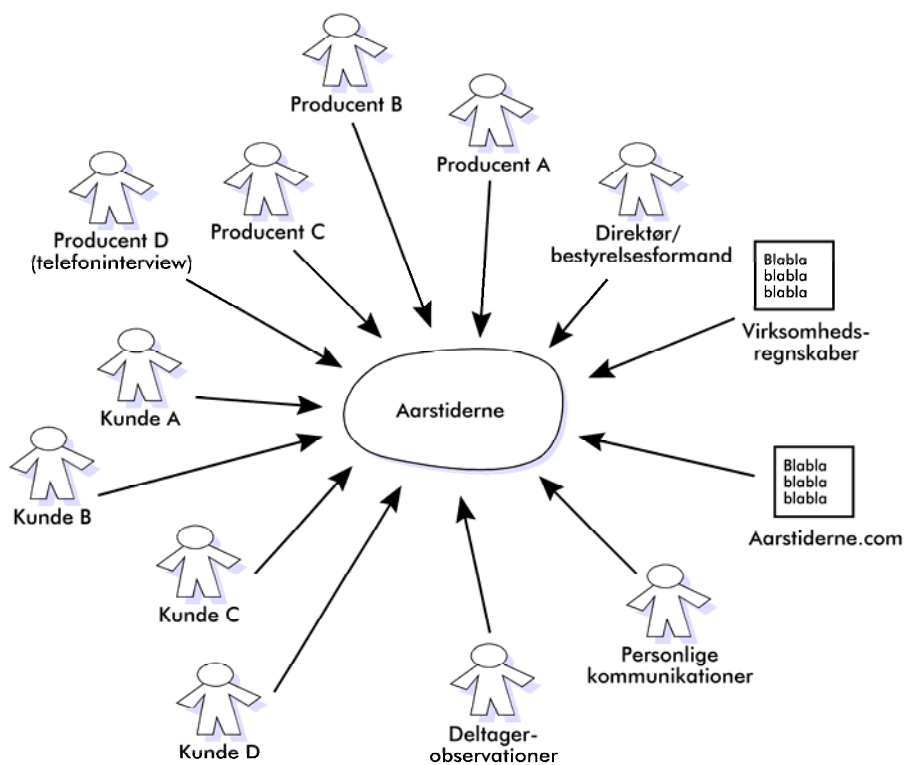 Producent B
Producent A
Producent D
(telefoninterview)
Producent C
Direktør/
bestyrelsesformand
Blabla
blabla
blabla
Virksomheds-
regnskaber
Kunde A
Aarstiderne
Kunde B
Blabla
blabla
blabla
Aarstiderne.com
Kunde C
Personlige
kommunikationer
Kunde D
Deltager-
observationer